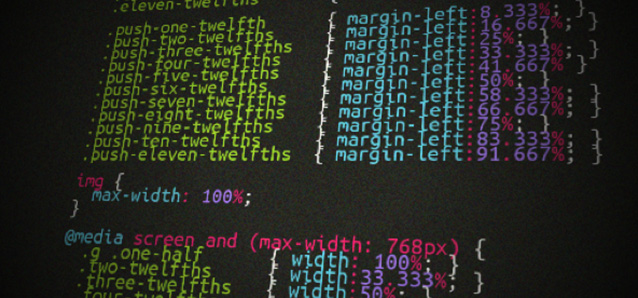 .eleven-twelfths
.push-one-twelfth { margin-left:8.333%; }
.push-two-twelfths { margin-left:16.667%; }
.push-three-twelfths { margin-left:25%; }
.push-four-twelfths { margin-left:33.333%; }
.push-five-twelfths { margin-left:41.667%; }
.push-six-twelfths { margin-left:50%; }
.push-seven-twelfths { margin-left:58.333%; }
.push-eight-twelfths { margin-left:66.667%; }
.push-nine-twelfths { margin-left:75%; }
.push-ten-twelfths { margin-left:83.333%; }
.push-eleven-twelfths { margin-left:91.667%; }
img {
max-width: 100%;
}
@media screen and (max-width: 768px) {
.g .one-half { width: 100%; }
.two-twelfths { width:33.333%; }
.three-twelfths { width:50%;